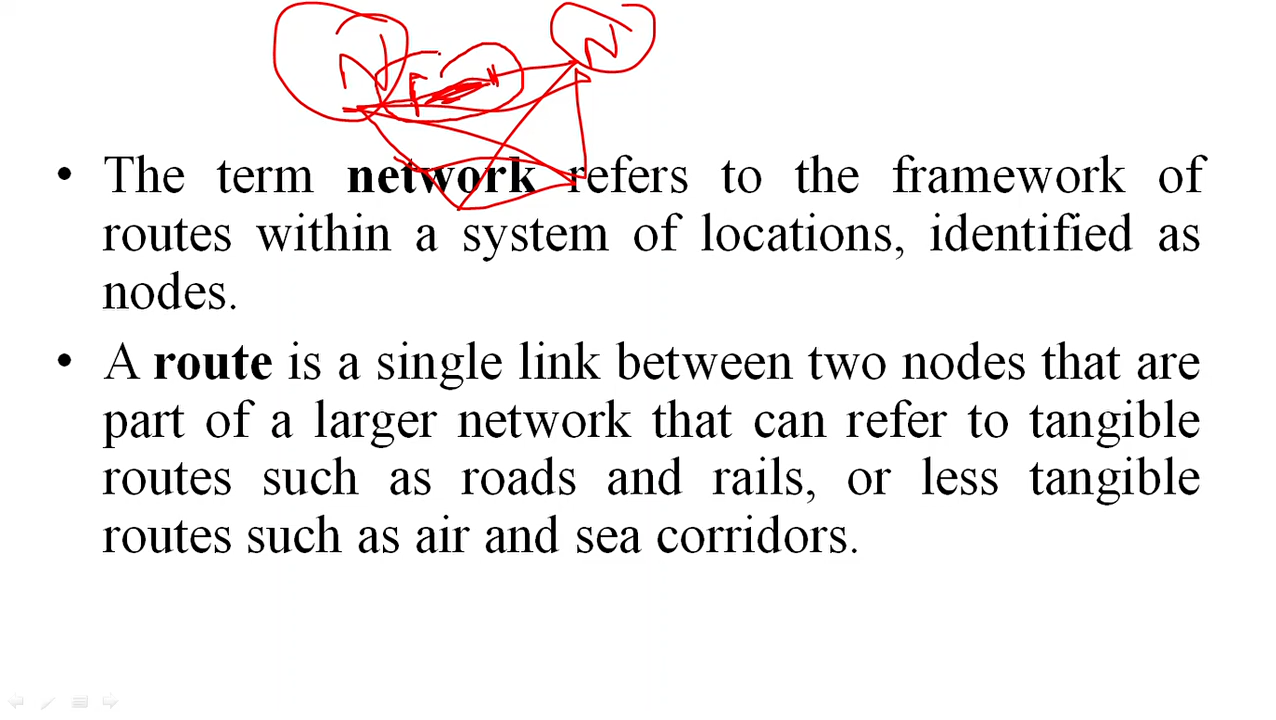 N N
• The term network refers to the framework of
routes within a system of locations, identified as
nodes.
• A route is a single link between two nodes that are
part of a larger network that can refer to tangible
routes such as roads and rails, or less tangible
routes such as air and sea corridors.